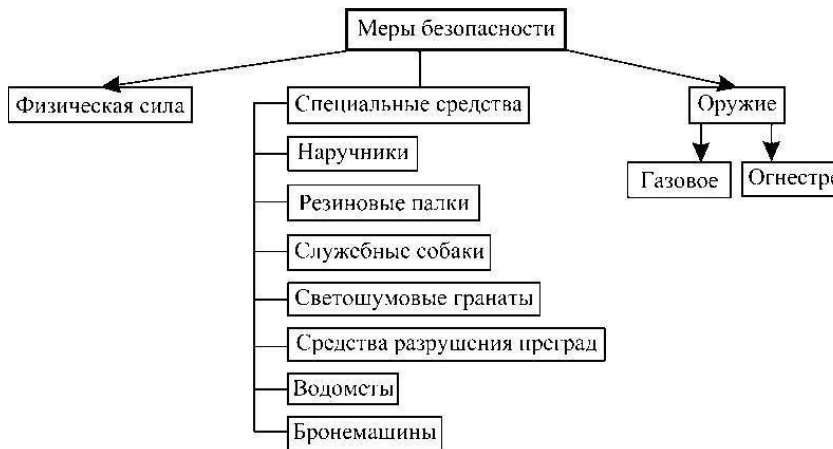 Меры безопасности
Физическая сила
Специальные средства
Оружие
Наручники
Газовое
Огнестре
Резиновые палки
Служебные собаки
Светошумовые гранаты
Средства разрушения преград
Водометы
Бронемашины